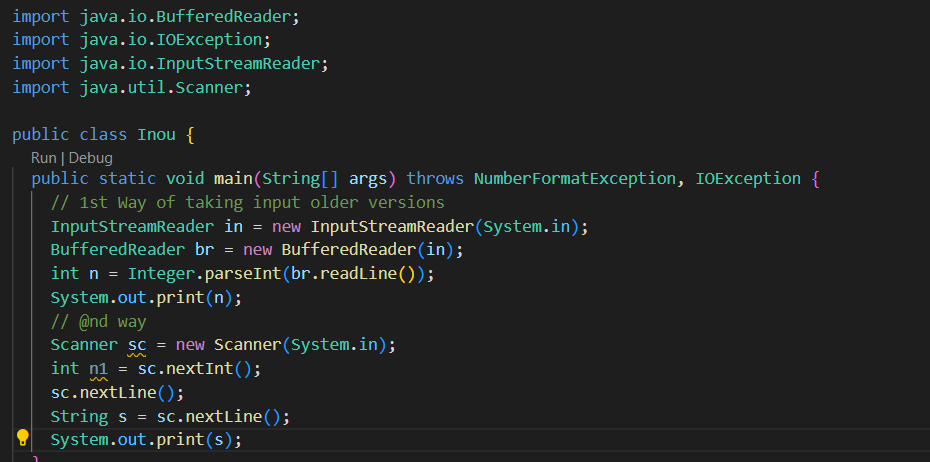 import java.io.BufferedReader;
import java.io.IOException;
import java.io.InputStreamReader;
import java.util.Scanner;
public class Inou {
Run | Debug
public static void main(String[] args) throws NumberFormatException, IOException {
// 1st Way of taking input older versions
InputStreamReader in = new InputStreamReader(System.in);
BufferedReader br = new BufferedReader(in);
int n = Integer.parseInt(br.readLine());
System.out.print(n);
// @nd way
Scanner sc = new Scanner(System.in);
int n1 = sc.nextInt();
sc.nextLine();
String s = sc.nextLine();
System.out.print(s);
}